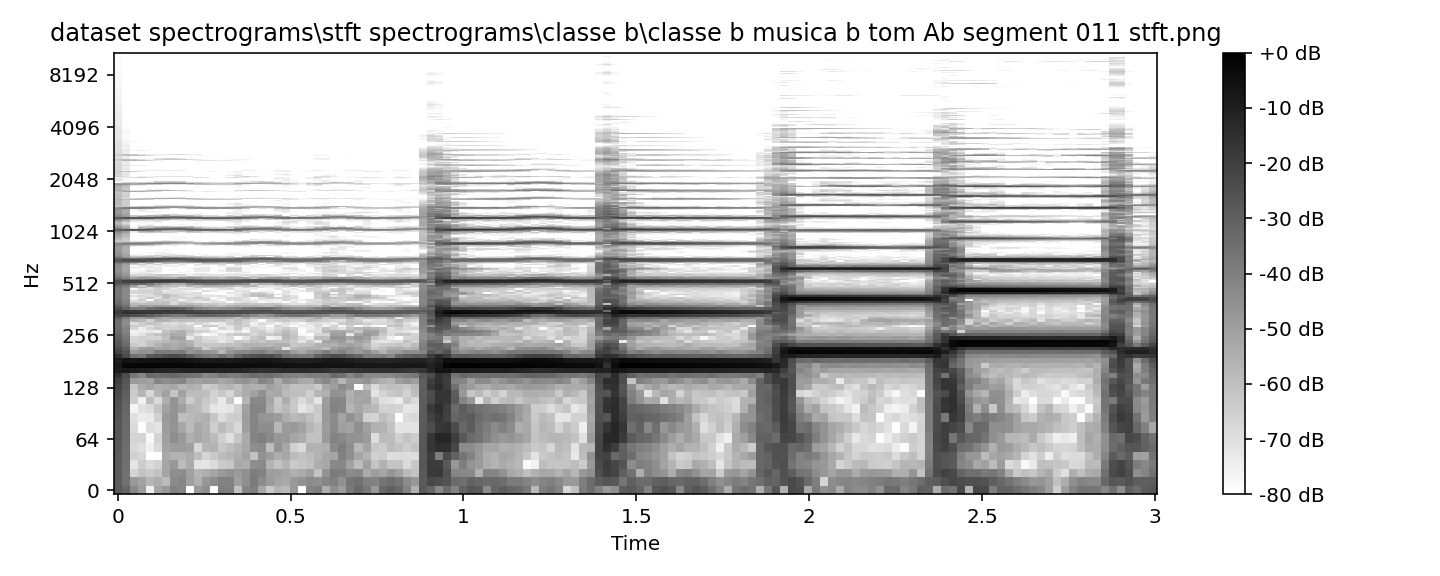 dataset spectrograms\stft spectrograms\classe b\classe b musica b tom Ab segment 011 stft.png
8192
4096
2048
1024
512
256
128
64
0
Hz
0
0.5
1
1.5
2
2.5
3
Time
+0 dB
-10 dB
-20 dB
-30 dB
-40 dB
-50 dB
-60 dB
-70 dB
-80 dB